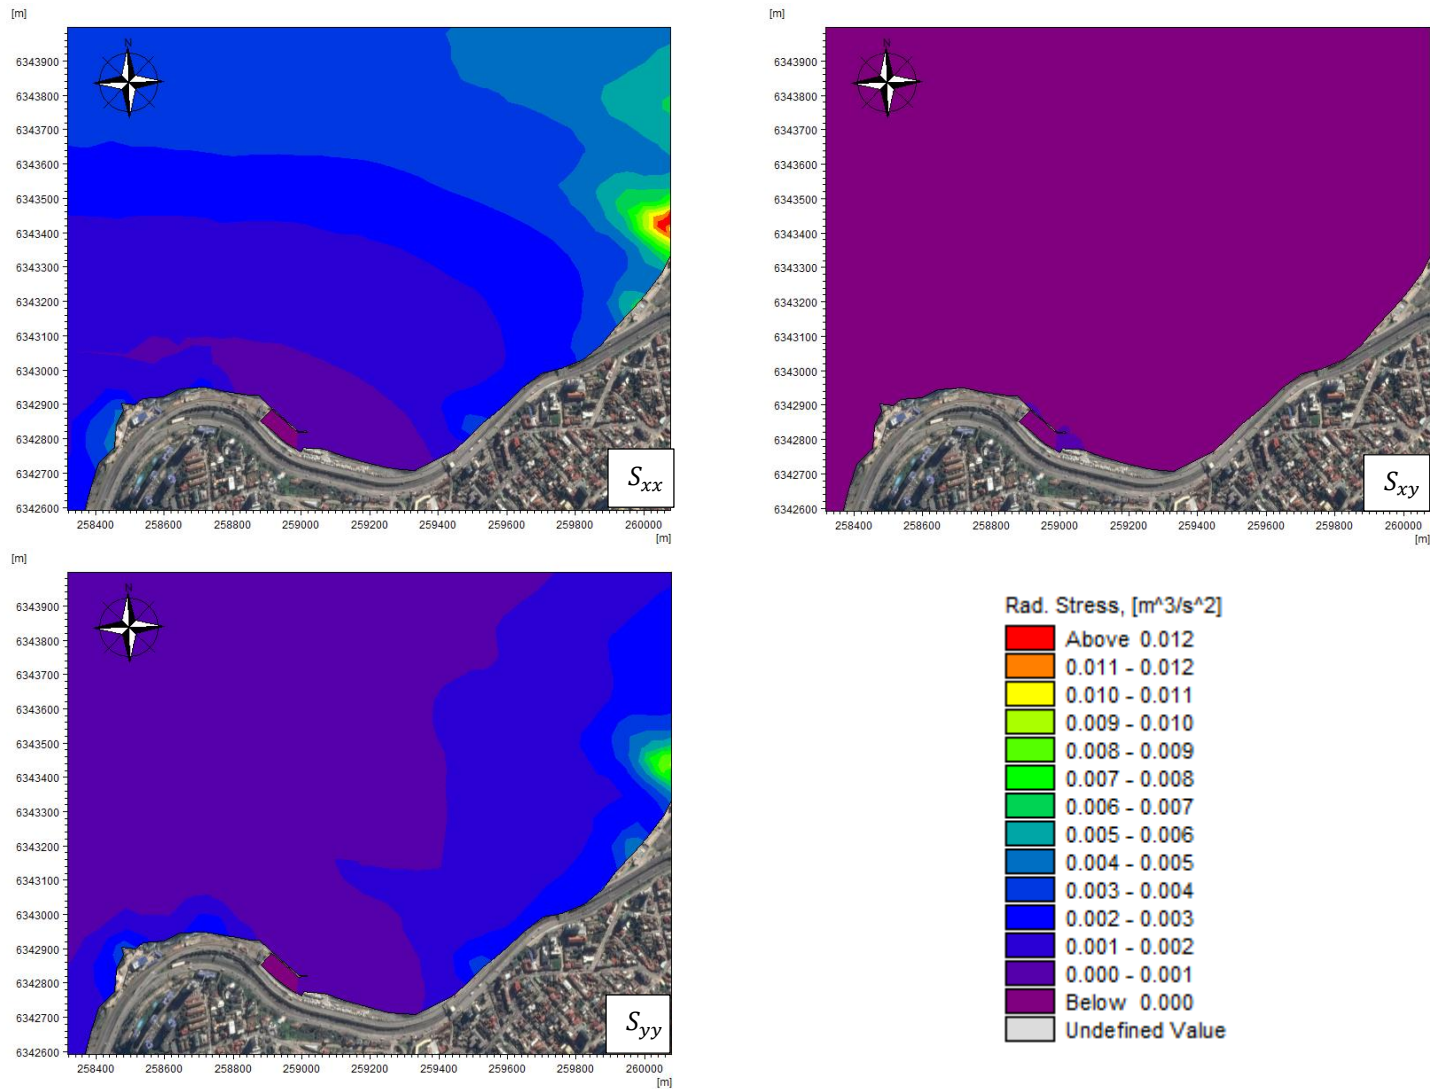 [m]
N
6343900
6343800
6343700
6343600
6343500
6343400
6343300
6343200
6343100
6343000
6342900
6342800
6342700
6342600
258400 258600 258800 259000 259200 259400 259600 259800 260000
[m]
Sxx
[m]
N
6343900
6343800
6343700
6343600
6343500
6343400
6343300
6343200
6343100
6343000
6342900
6342800
6342700
6342600
258400 258600 258800 259000 259200 259400 259600 259800 260000
[m]
Sxy
[m]
N
6343900
6343800
6343700
6343600
6343500
6343400
6343300
6343200
6343100
6343000
6342900
6342800
6342700
6342600
258400 258600 258800 259000 259200 259400 259600 259800 260000
[m]
Syy
Rad. Stress, [m^3/s^2]
Above 0.012
0.011 - 0.012
0.010 - 0.011
0.009 - 0.010
0.008 - 0.009
0.007 - 0.008
0.006 - 0.007
0.005 - 0.006
0.004 - 0.005
0.003 - 0.004
0.002 - 0.003
0.001 - 0.002
0.000 - 0.001
Below 0.000
Undefined Value